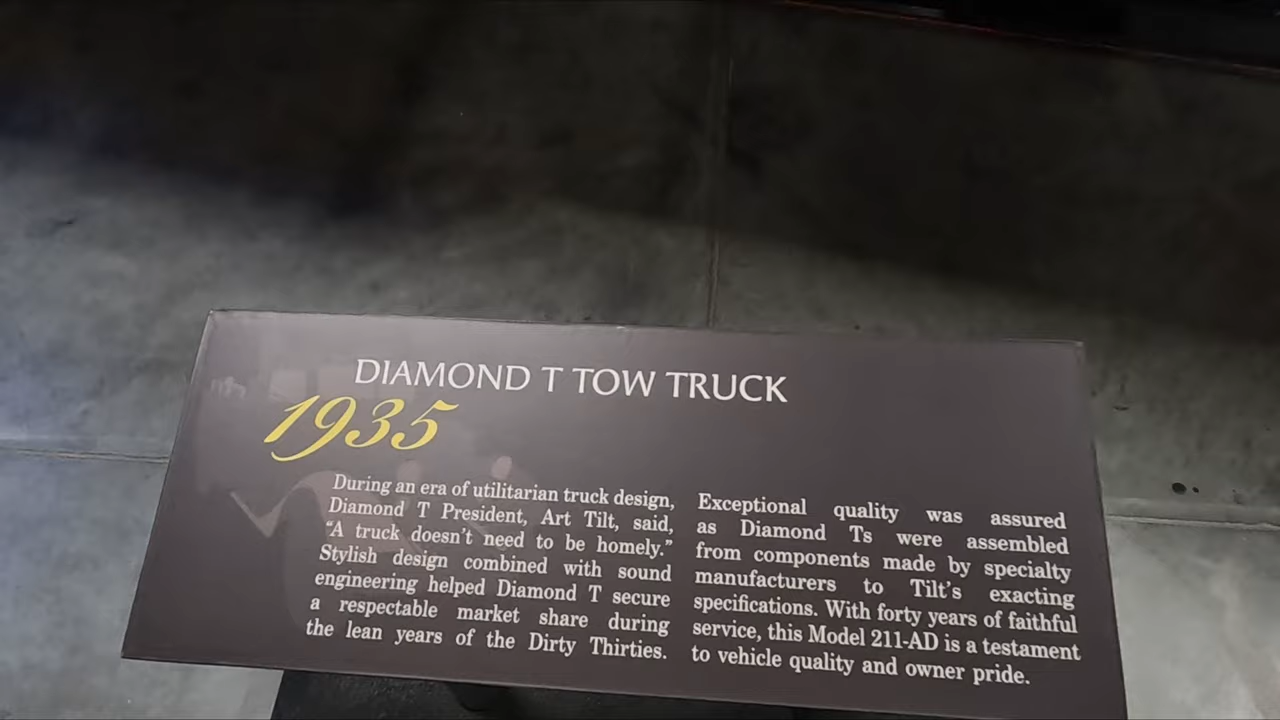 DIAMOND T TOW TRUCK
1935
During an era of utilitarian truck design,
Diamond T President, Art Tilt, said,
“A truck doesn’t need to be homely.”
Stylish design combined with sound
engineering helped Diamond T secure
a respectable market share during
the lean years of the Dirty Thirties.
Exceptional quality was assured
as Diamond Ts were assembled
from components made by specialty
manufacturers to Tilt’s exacting
specifications. With forty years of faithful
service, this Model 211-AD is a testament
to vehicle quality and owner pride.